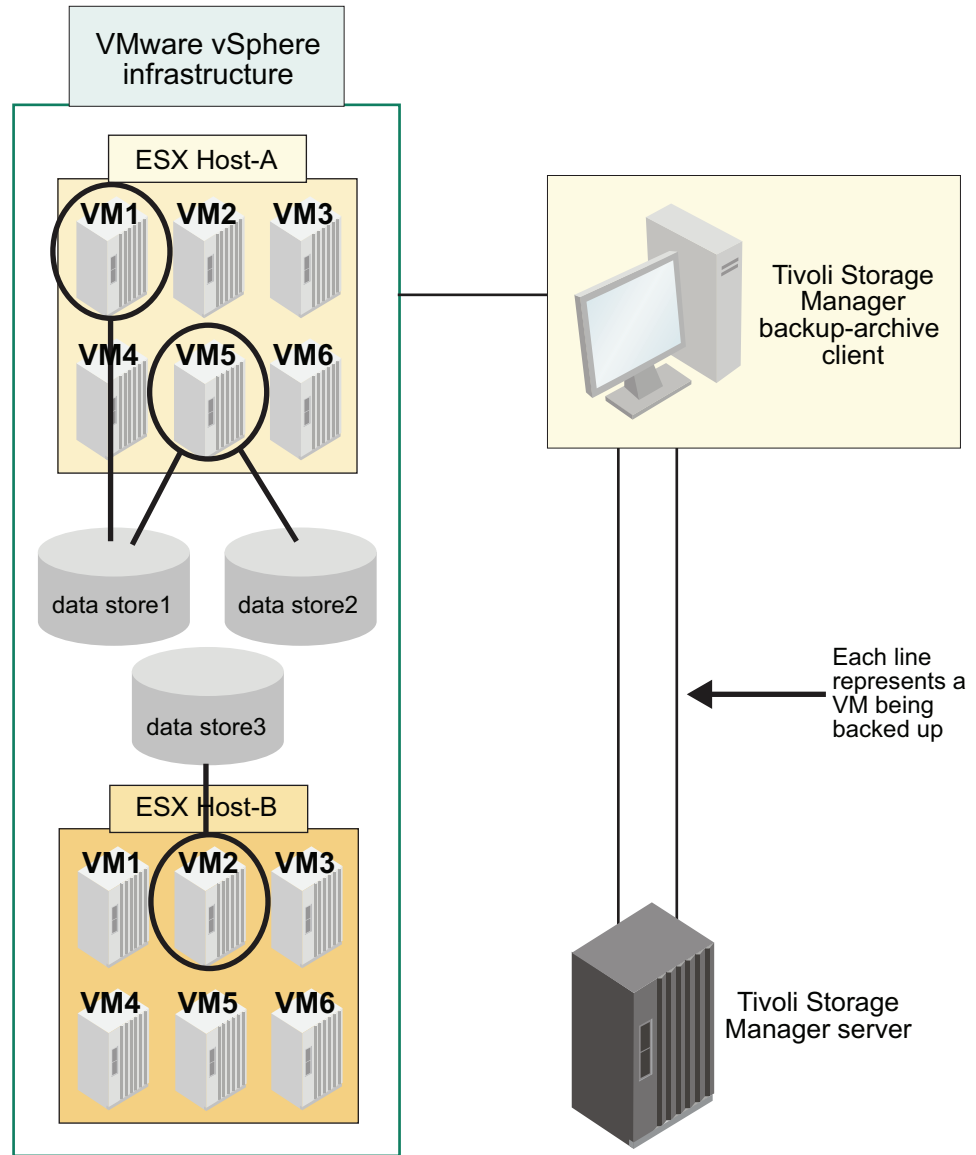 VMware vSphere
infrastructure
ESX Host-A
VM1 VM2 VM3
VM4 VM5 VM6
data store1 data store2
data store3
ESX Host-B
VM1 VM2 VM3
VM4 VM5 VM6
Tivoli Storage
Manager
backup-archive
client
Each line
represents a
VM being
backed up
Tivoli Storage
Manager server